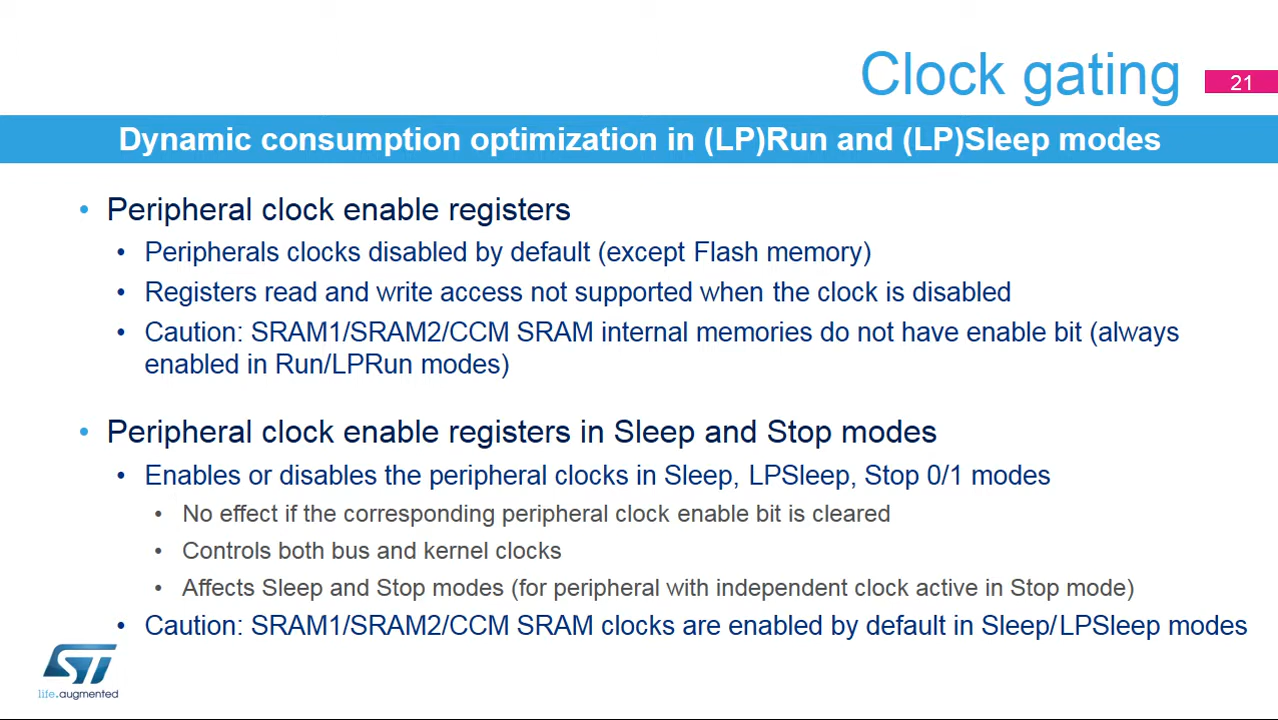 Clock gating
21
Dynamic consumption optimization in (LP)Run and (LP)Sleep modes
• Peripheral clock enable registers
• Peripherals clocks disabled by default (except Flash memory)
• Registers read and write access not supported when the clock is disabled
• Caution: SRAM1/SRAM2/CCM SRAM internal memories do not have enable bit (always
enabled in Run/LPRun modes)
• Peripheral clock enable registers in Sleep and Stop modes
• Enables or disables the peripheral clocks in Sleep, LPSleep, Stop 0/1 modes
• No effect if the corresponding peripheral clock enable bit is cleared
• Controls both bus and kernel clocks
• Affects Sleep and Stop modes (for peripheral with independent clock active in Stop mode)
• Caution: SRAM1/SRAM2/CCM SRAM clocks are enabled by default in Sleep/LPSleep modes
ST
life.augmented